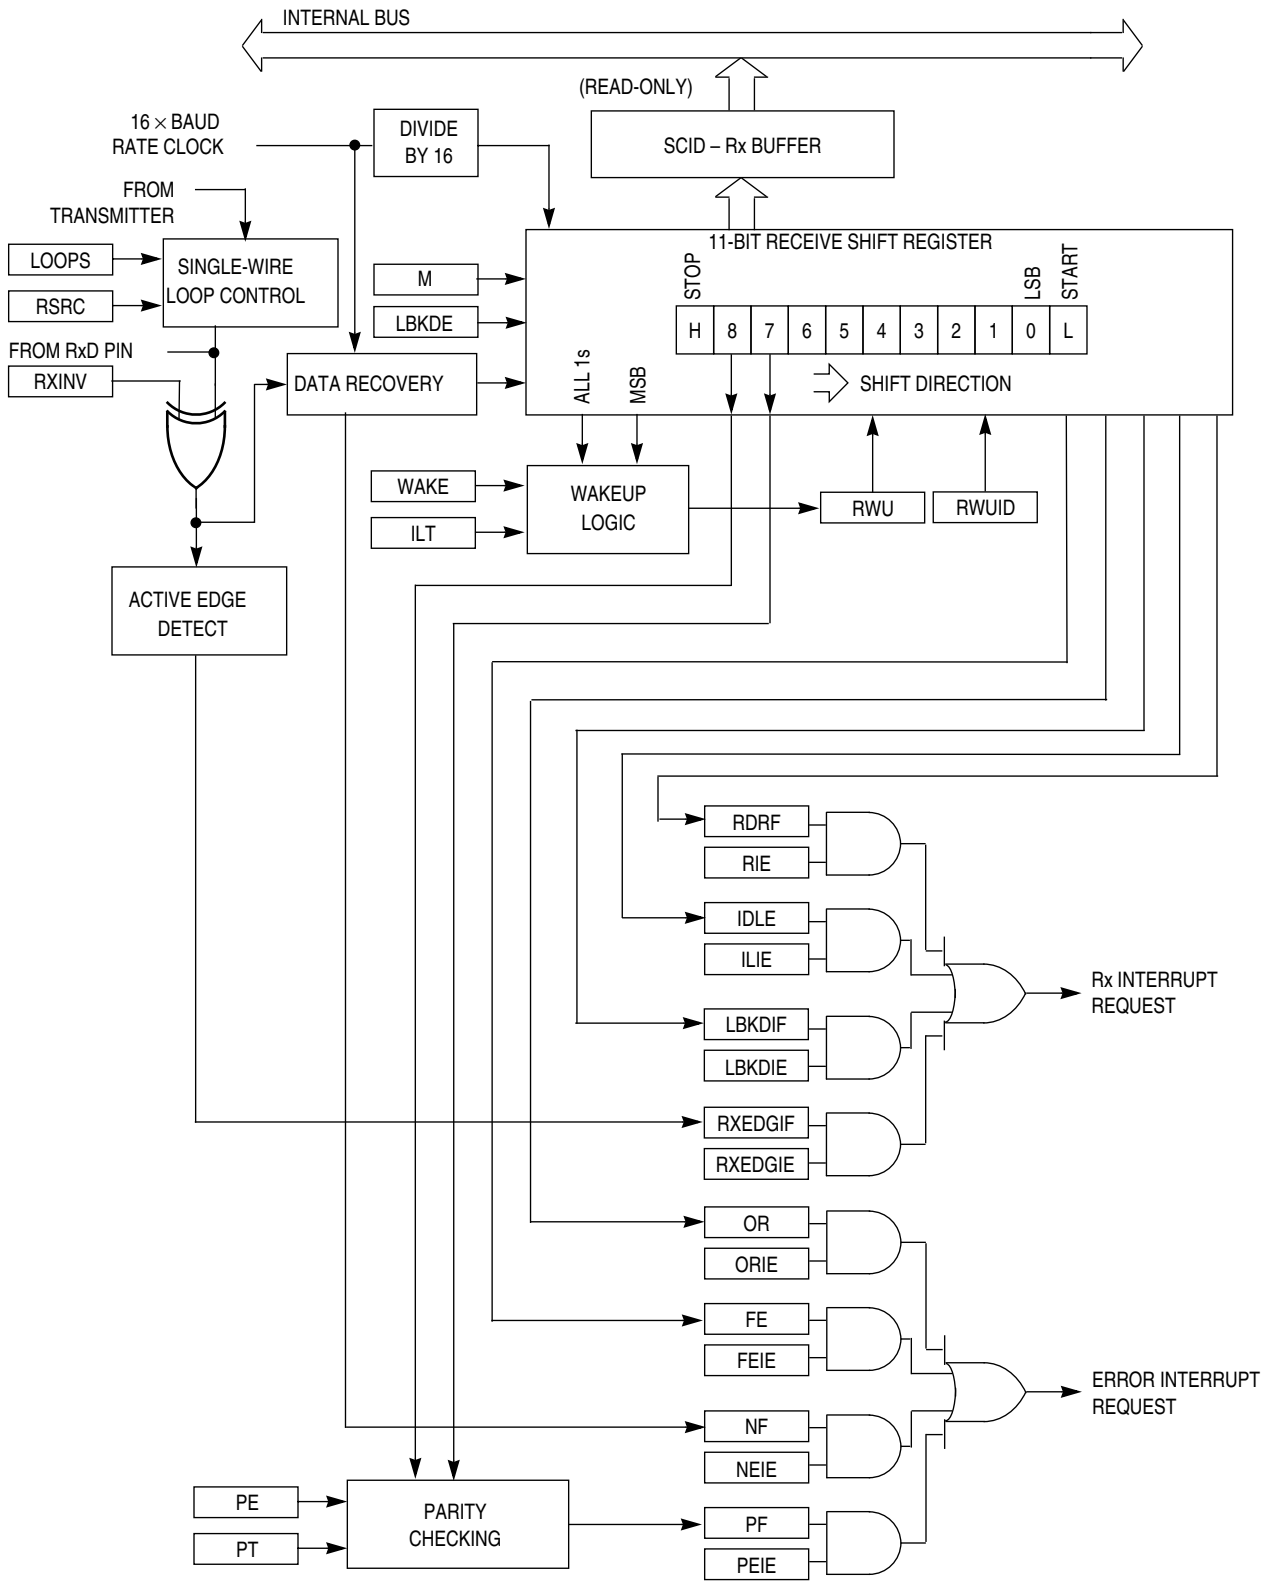 INTERNAL BUS
(READ-ONLY)
16 × BAUD
RATE CLOCK
DIVIDE
BY 16
SCID – Rx BUFFER
FROM
TRANSMITTER
11-BIT RECEIVE SHIFT REGISTER
LOOPS
SINGLE-WIRE
LOOP CONTROL
RSRC
M
LBKDE
STOP
LSB
START
H 8 7 6 5 4 3 2 1 0 L
FROM RxD PIN
RXINV
DATA RECOVERY
ALL 1s
MSB
SHIFT DIRECTION
WAKE
ILT
WAKEUP
LOGIC
RWU
RWUID
ACTIVE EDGE
DETECT
RDRF
RIE
IDLE
ILIE
Rx INTERRUPT
REQUEST
LBKDIF
LBKDIE
RXEDGIF
RXEDGIE
OR
ORIE
FE
FEIE
ERROR INTERRUPT
REQUEST
NF
NEIE
PE
PT
PARITY
CHECKING
PF
PEIE